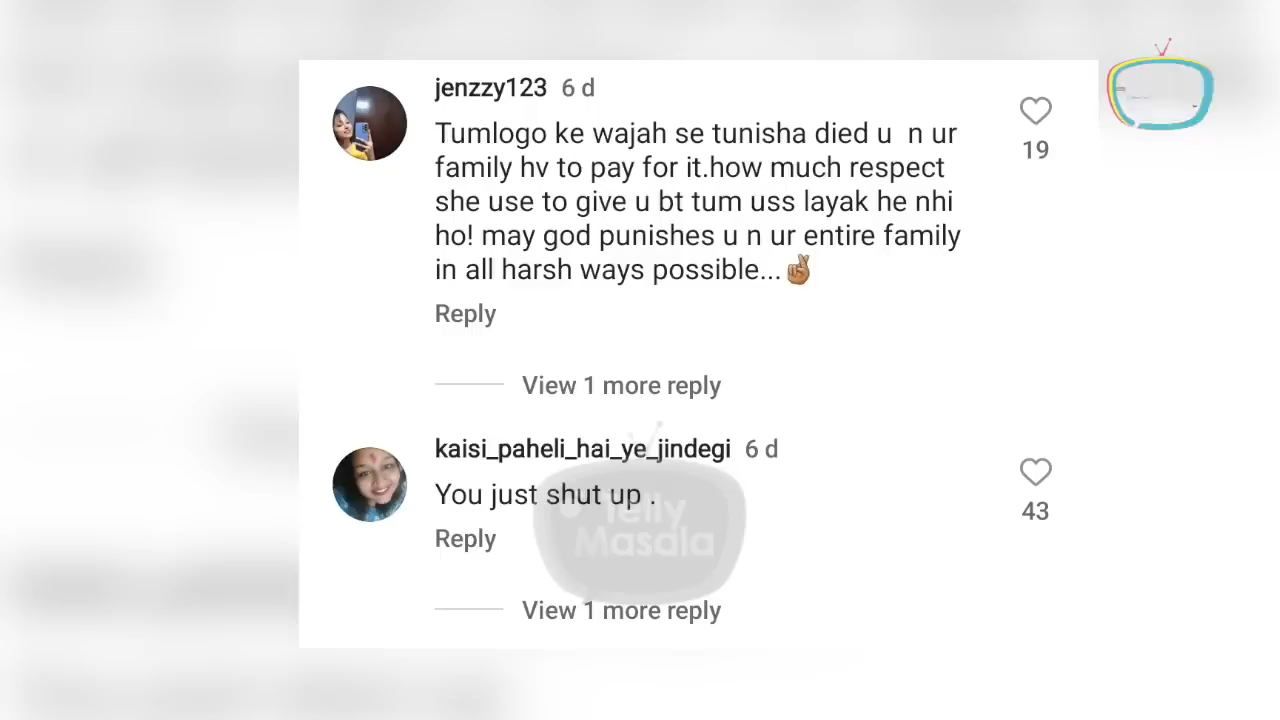 jenzzy123 6 d
Tumlogo ke wajah se tunisha died u n ur
family hv to pay for it.how much respect
she use to give u bt tum uss layak he nhi
ho! may god punishes u n ur entire family
in all harsh ways possible...🤞🏽
19
Reply
View 1 more reply
kaisi_paheli_hai_ye_jindegi 6 d
You just shut up .
43
Reply
Telly
Masala
View 1 more reply